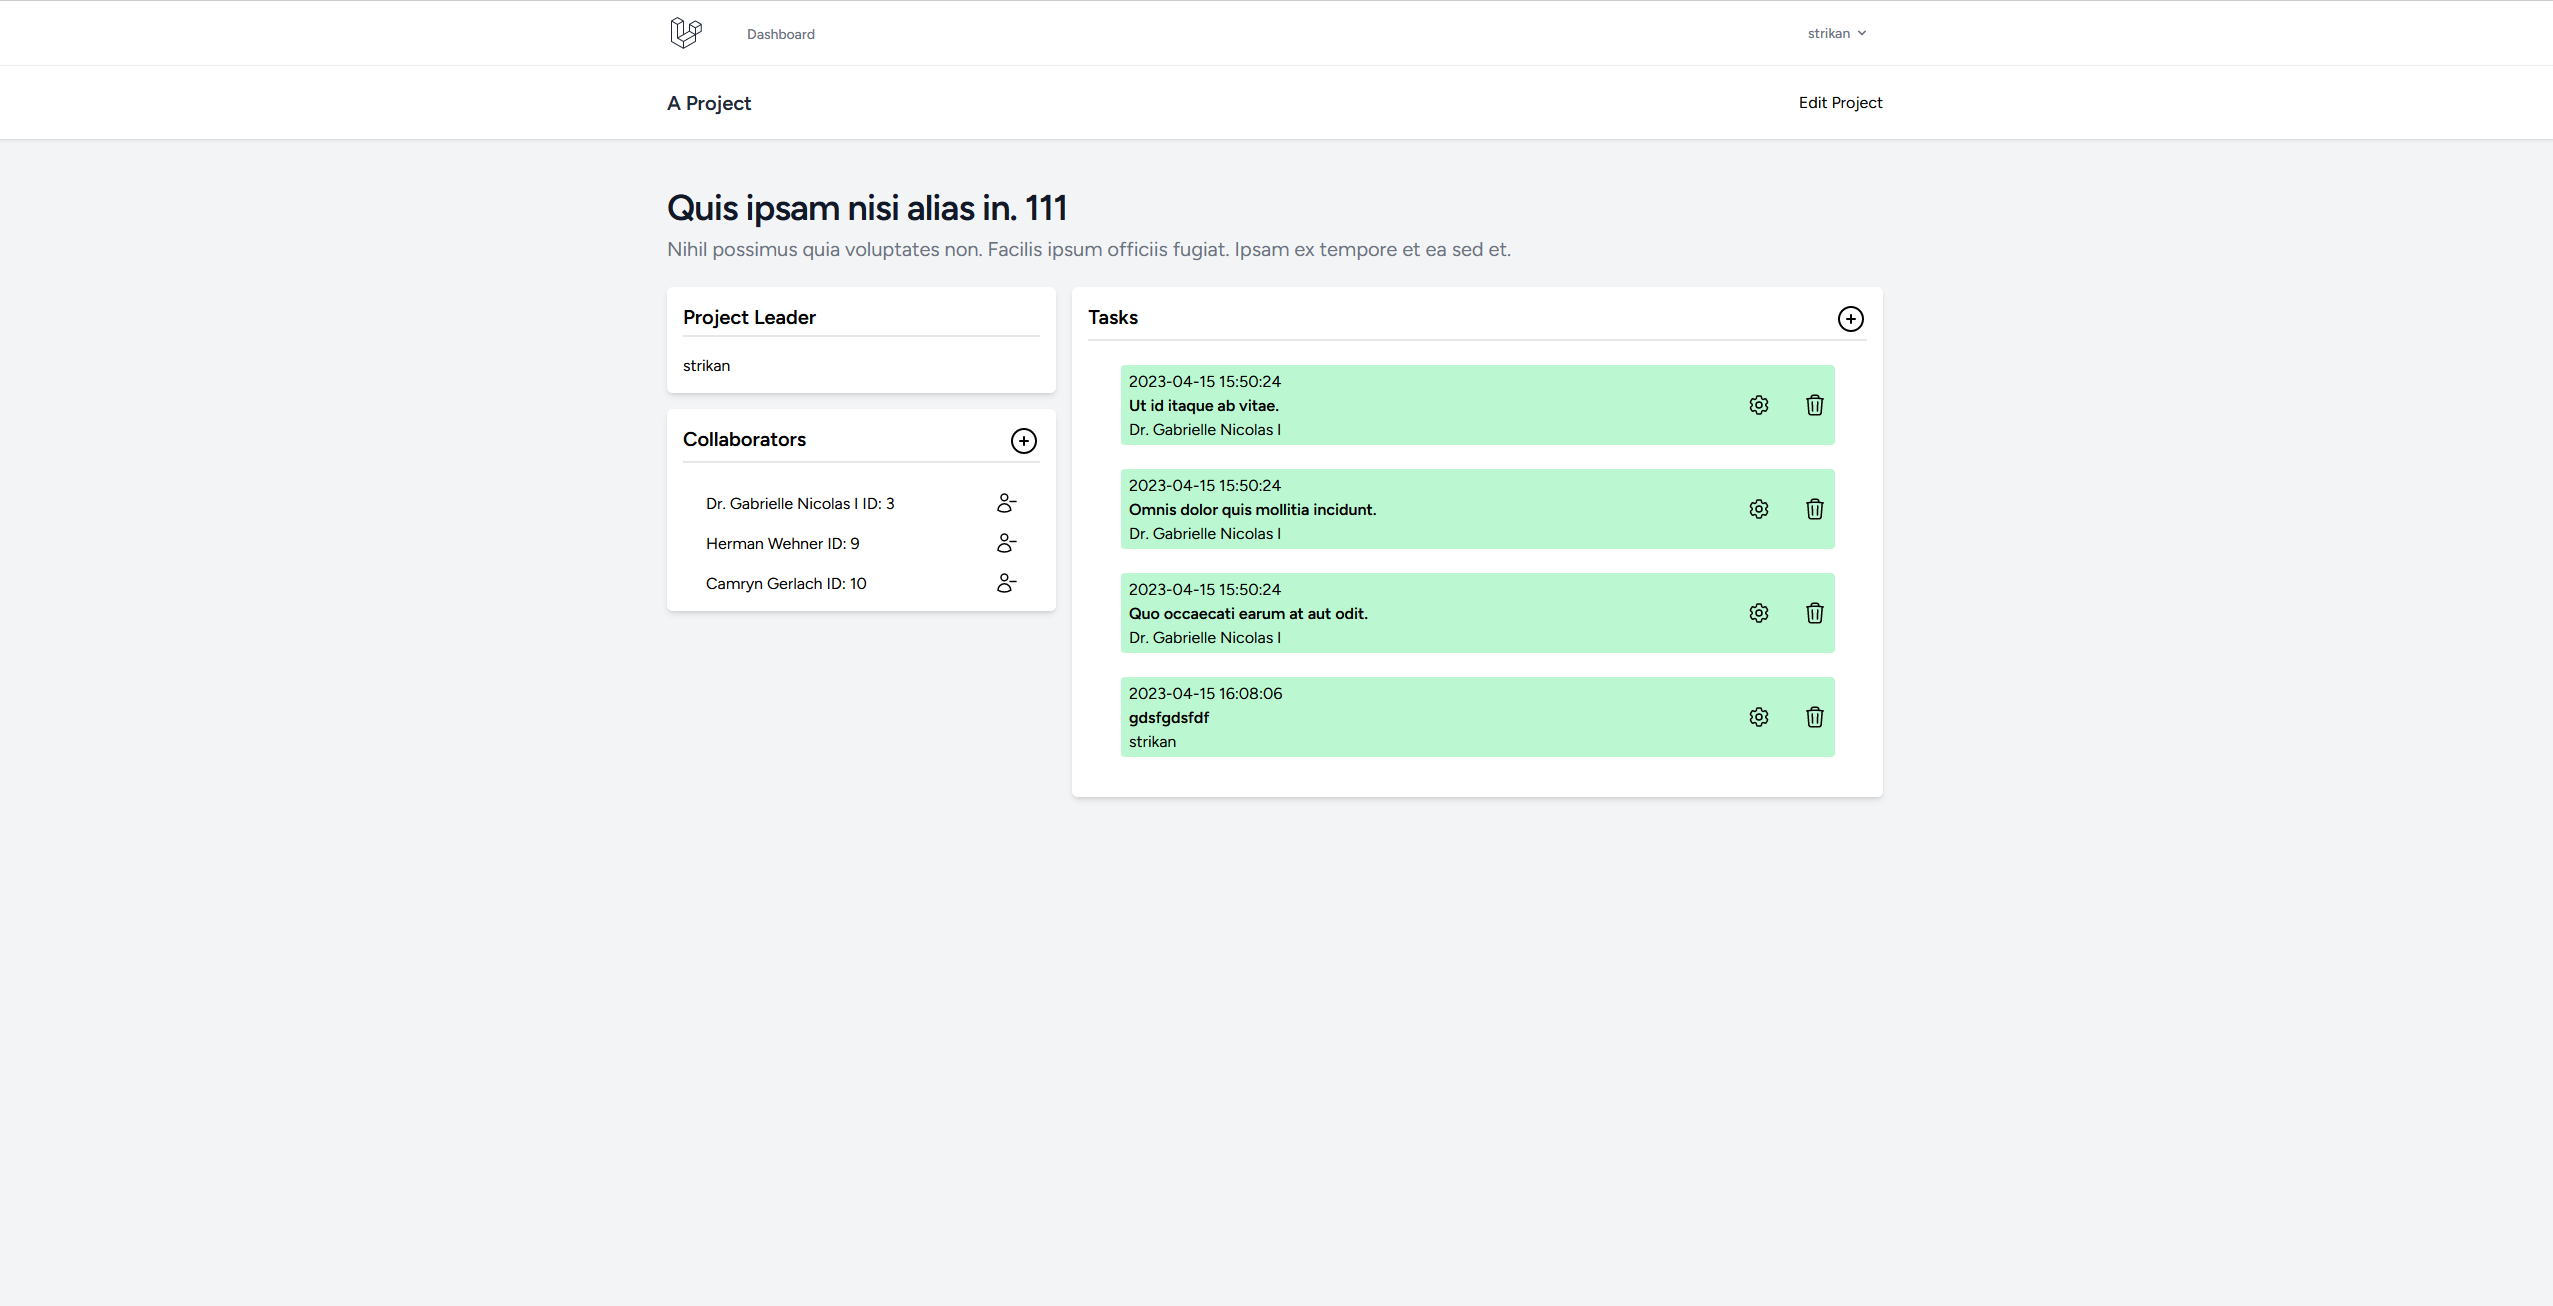 Dashboard
strikan
A Project
Edit Project
Quis ipsam nisi alias in. 111
Nihil possimus quia voluptates non. Facilis ipsum officiis fugiat. Ipsam ex tempore et ea sed et.
Project Leader
strikan
Collaborators
Dr. Gabrielle Nicolas I ID: 3
Herman Wehner ID: 9
Camryn Gerlach ID: 10
Tasks
2023-04-15 15:50:24
Ut id itaque ab vitae.
Dr. Gabrielle Nicolas I
2023-04-15 15:50:24
Omnis dolor quis mollitia incidunt.
Dr. Gabrielle Nicolas I
2023-04-15 15:50:24
Quo occaecati earum at aut odit.
Dr. Gabrielle Nicolas I
2023-04-15 16:08:06
gdsfgdsfdf
strikan